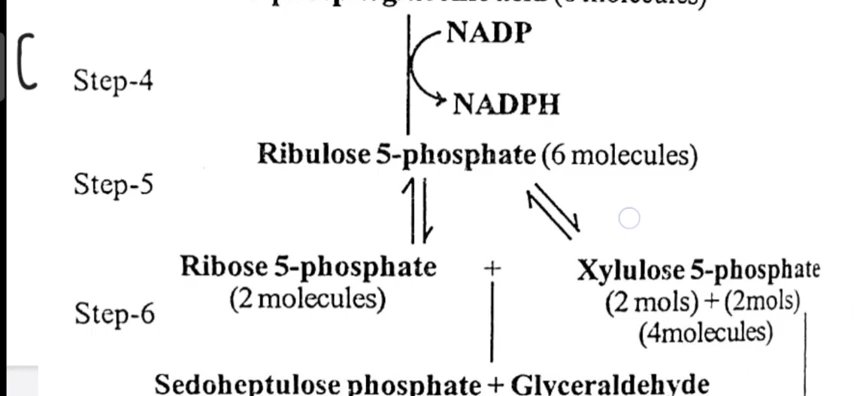 NADP
Step-4
NADPH
Ribulose 5-phosphate (6 molecules)
Step-5
Ribose 5-phosphate + Xylulose 5-phosphate
(2 molecules) (2 mols) + (2mols)
Step-6 (4molecules)
Sedoheptulose phosphate + Glyceraldehyde